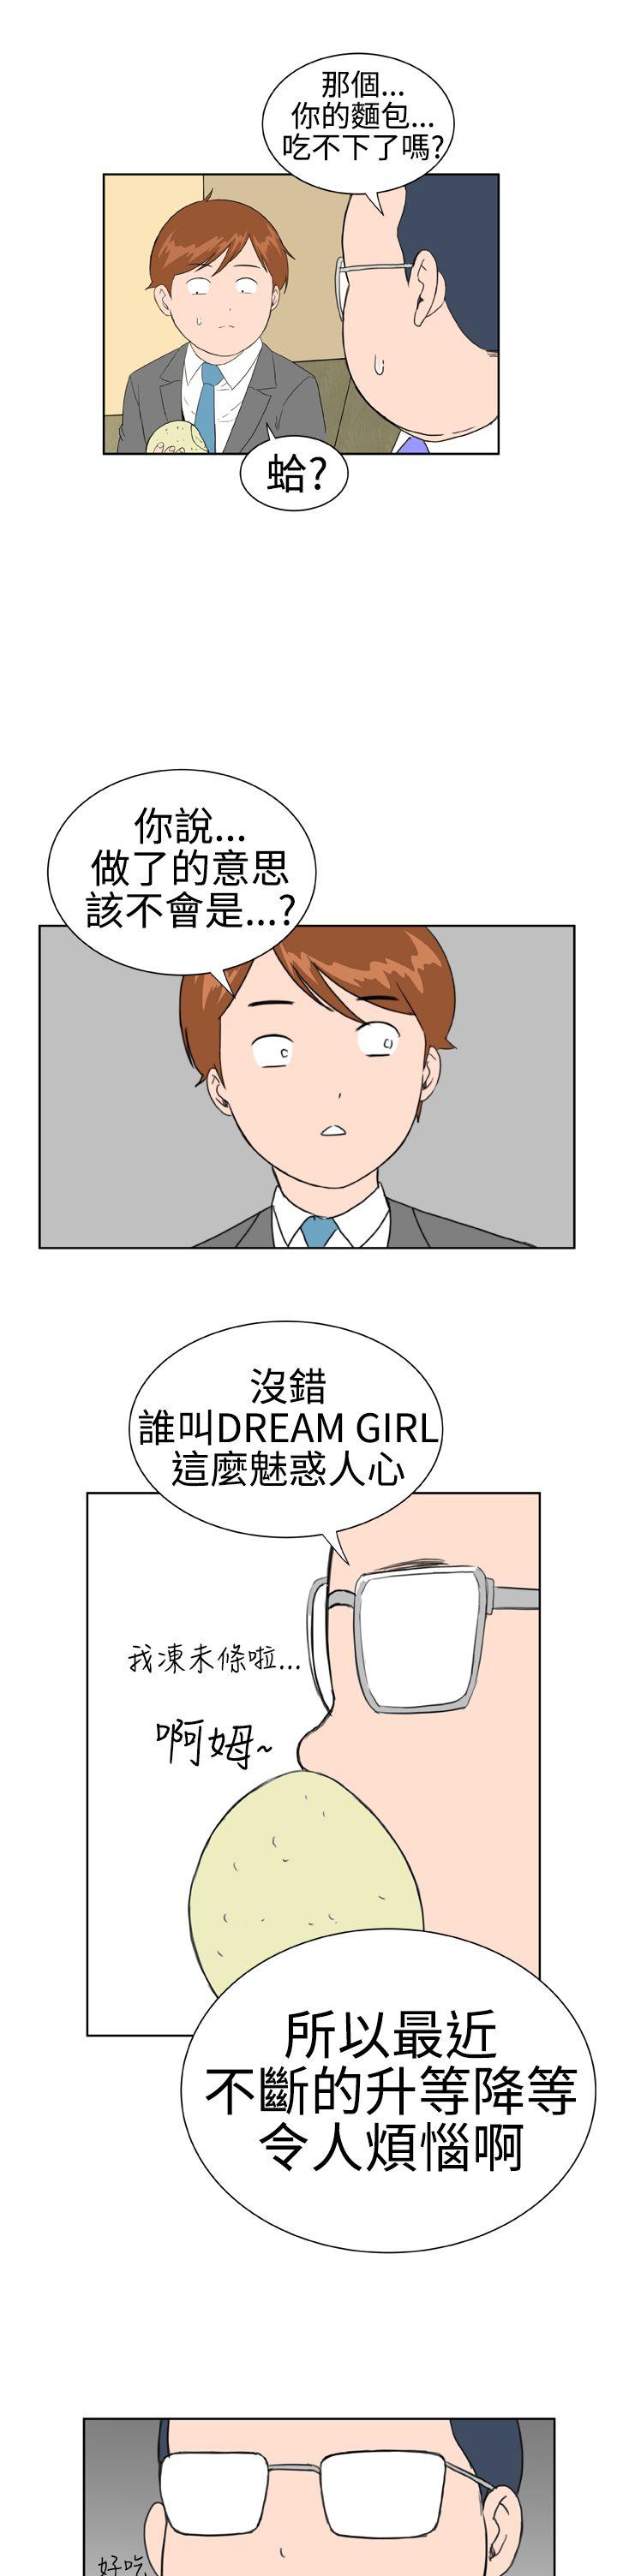 那個...
你的麵包...
吃不下了嗎?
蛤?
你說...
做了的意思
該不會是...?
沒錯
誰叫DREAM GIRL
這麼魅惑人心
我凍未條啦...
啊姆~
所以最近
不斷的升等降等
令人煩惱啊
好吃